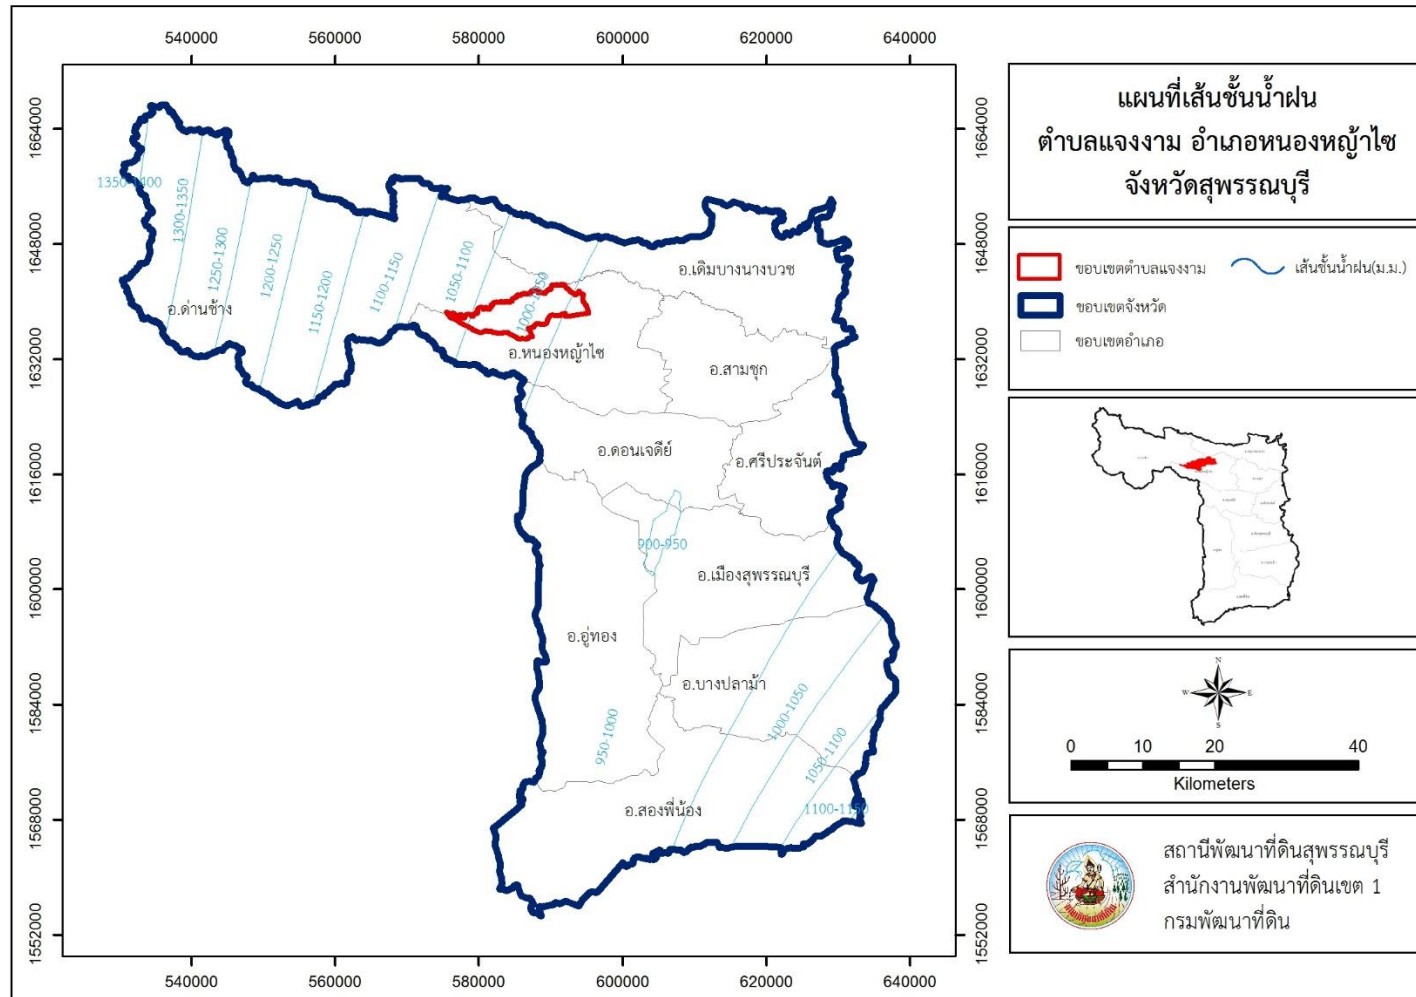 540000 560000 580000 600000 620000 640000
แผนที่เส้นชั้นน้ำฝน
ตำบลแจงงาม อำเภอหนองหญ้าไซ
จังหวัดสุพรรณบุรี
ขอบเขตตำบลแจงงาม
เส้นชั้นน้ำฝน(ม.ม.)
ขอบเขตจังหวัด
ขอบเขตอำเภอ
1664000
1648000
1632000
1616000
1600000
1584000
1568000
1552000
1664000
1648000
1632000
1616000
1600000
1584000
1568000
1552000
1350-1400
1300-1350
1250-1300
1200-1250
1150-1200
1100-1150
1050-1100
1000-1050
อ.ด่านช้าง
อ.เดิมบางนางบวช
อ.หนองหญ้าไซ
อ.สามชุก
อ.ดอนเจดีย์
อ.ศรีประจันต์
900-950
อ.เมืองสุพรรณบุรี
อ.อู่ทอง
อ.บางปลาม้า
950-1000
1000-1050
1050-1100
1100-1150
อ.สองพี่น้อง
N
W E
S
0 10 20 40
Kilometers
สถานีพัฒนาที่ดินสุพรรณบุรี
สำนักงานพัฒนาที่ดินเขต 1
กรมพัฒนาที่ดิน
540000 560000 580000 600000 620000 640000